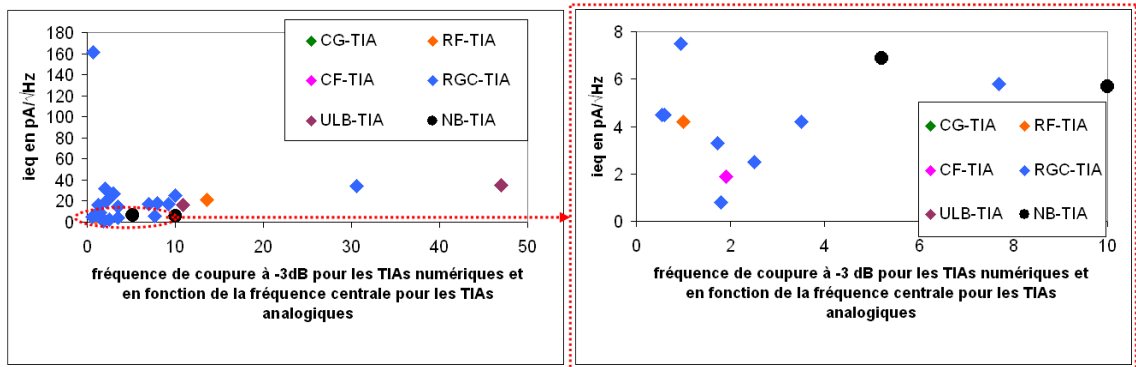 180
160
140
120
100
80
60
40
20
0
ieq en pA/√Hz
CG-TIA
RF-TIA
CF-TIA
RGC-TIA
ULB-TIA
NB-TIA
0 10 20 30 40 50
fréquence de coupure à -3dB pour les TIAs numériques et
en fonction de la fréquence centrale pour les TIAs
analogiques
8
6
4
2
0
ieq en pA/√Hz
CG-TIA
RF-TIA
CF-TIA
RGC-TIA
ULB-TIA
NB-TIA
0 2 4 6 8 10
fréquence de coupure à -3 dB pour les TIAs numériques et
en fonction de la fréquence centrale pour les TIAs
analogiques